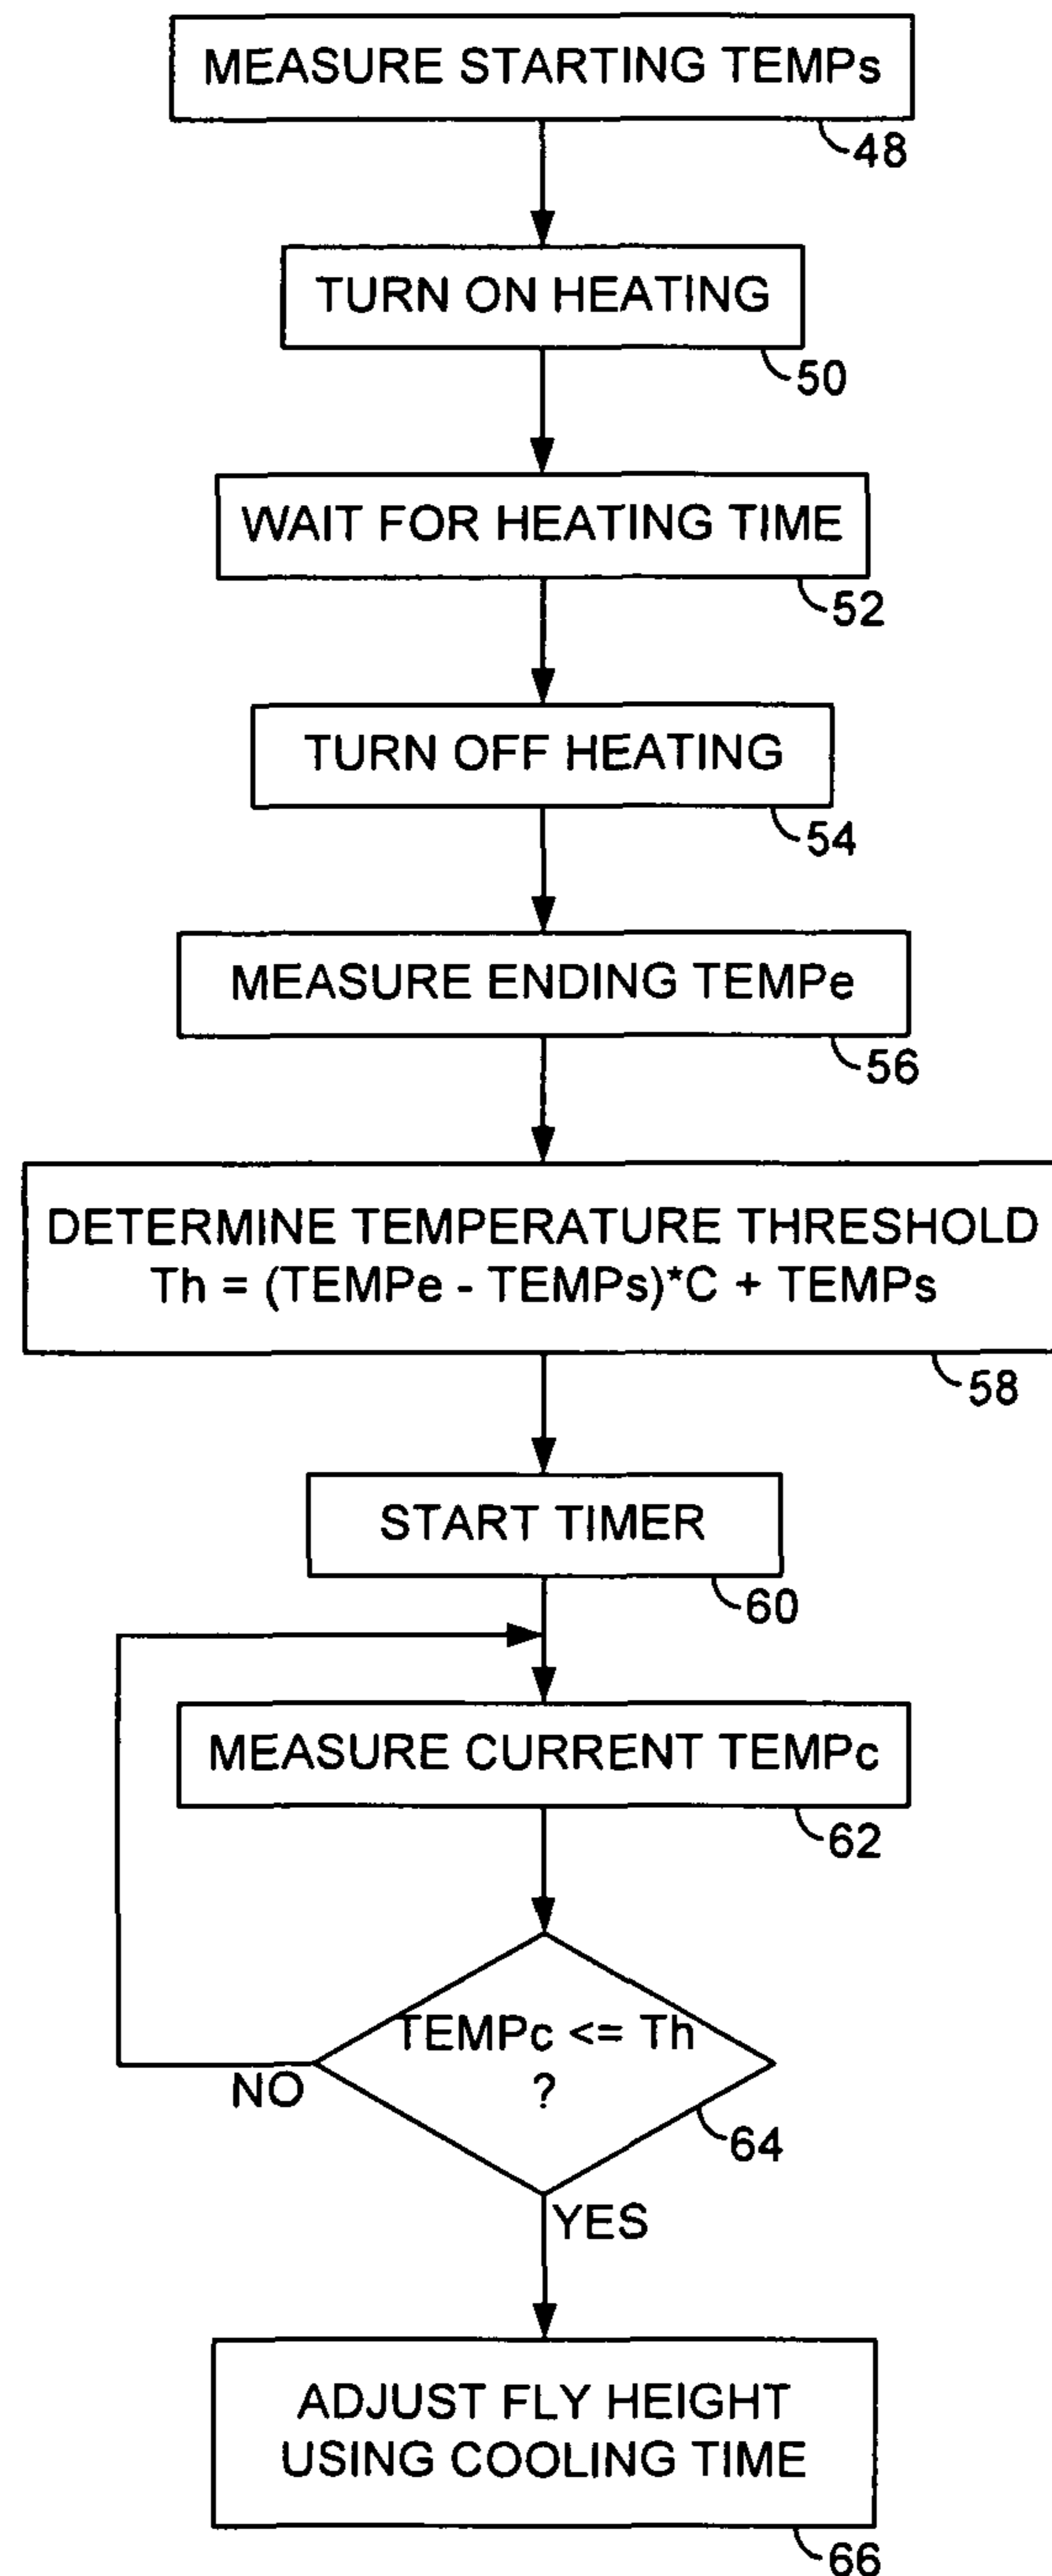 MEASURE STARTING TEMPs
48
TURN ON HEATING
50
WAIT FOR HEATING TIME
52
TURN OFF HEATING
54
MEASURE ENDING TEMPe
56
DETERMINE TEMPERATURE THRESHOLD
Th = (TEMPe - TEMPs)*C + TEMPs
58
START TIMER
60
MEASURE CURRENT TEMPc
62
TEMPc <= Th
?
NO
64
YES
ADJUST FLY HEIGHT
USING COOLING TIME
66